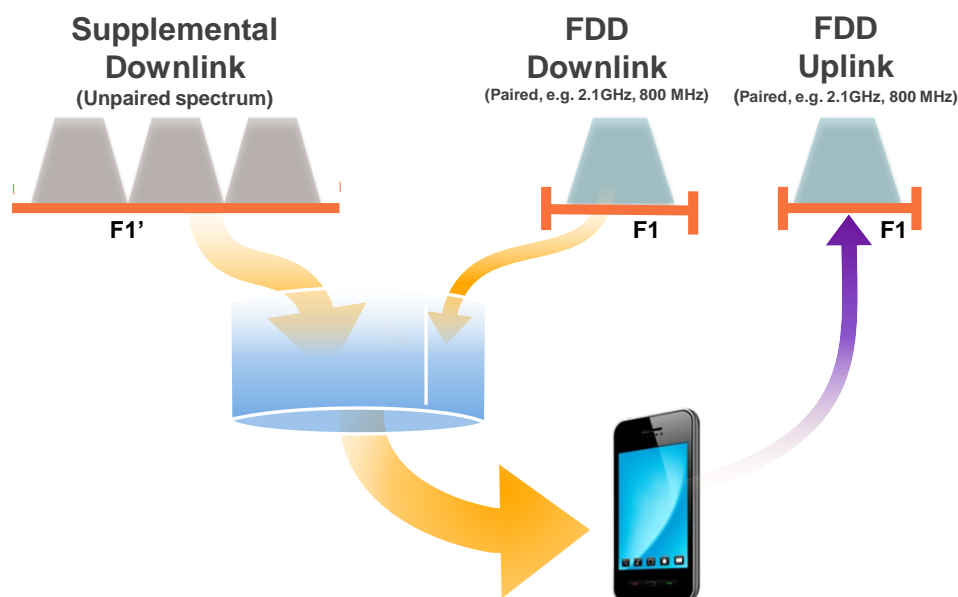 Supplemental
Downlink
(Unpaired spectrum)
FDD
Downlink
(Paired, e.g. 2.1GHz, 800 MHz)
FDD
Uplink
(Paired, e.g. 2.1GHz, 800 MHz)
F1’
F1
F1